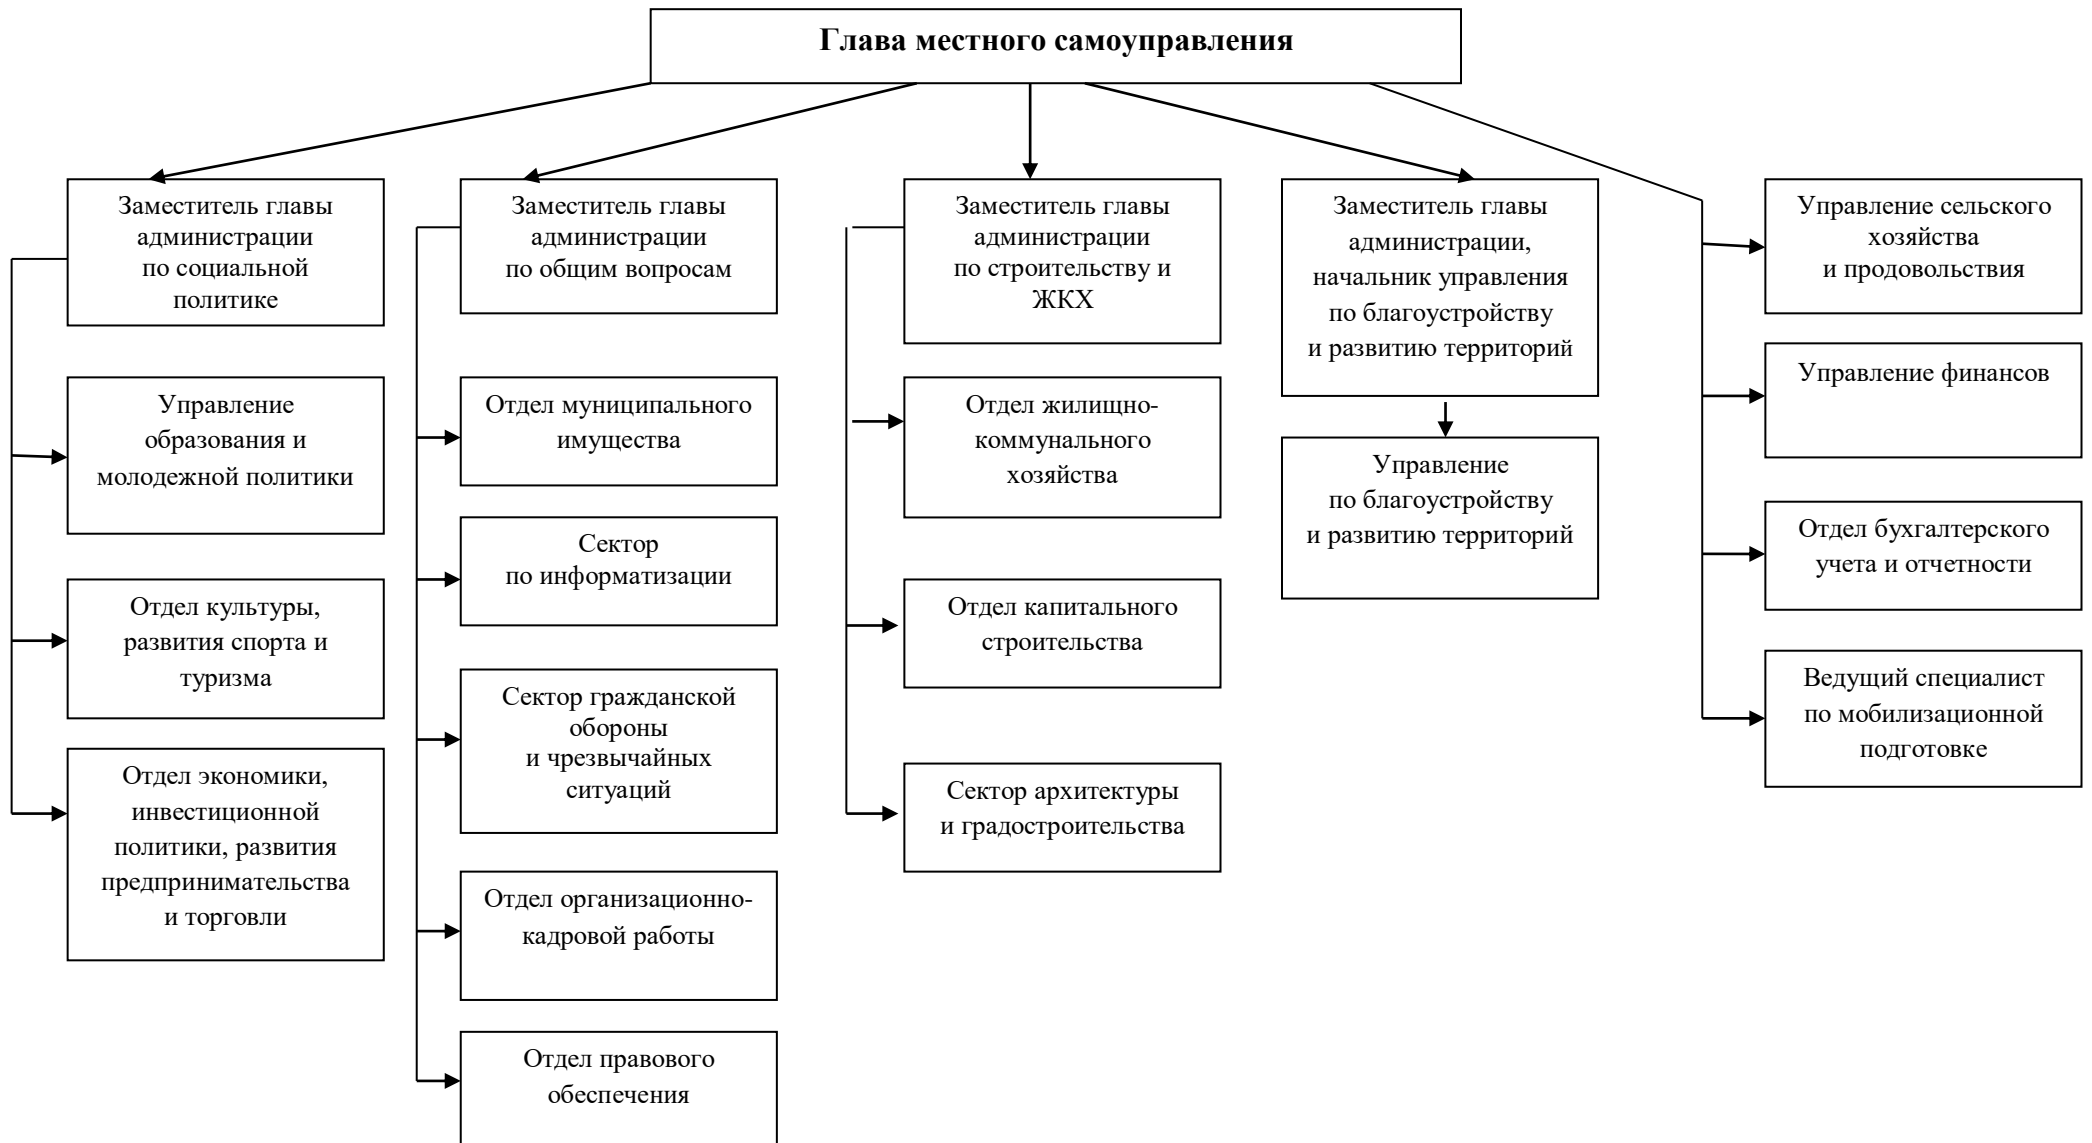 Глава местного самоуправления
Заместитель главы
администрации
по социальной
политике
Управление
образования и
молодежной политики
Отдел культуры,
развития спорта и
туризма
Отдел экономики,
инвестиционной
политики, развития
предпринимательства
и торговли
Заместитель главы
администрации
по общим вопросам
Отдел муниципального
имущества
Сектор
по информатизации
Сектор гражданской
обороны
и чрезвычайных
ситуаций
Отдел организационно-
кадровой работы
Отдел правового
обеспечения
Заместитель главы
администрации
по строительству и
ЖКХ
Отдел жилищно-
коммунального
хозяйства
Отдел капитального
строительства
Сектор архитектуры
и градостроительства
Заместитель главы
администрации,
начальник управления
по благоустройству
и развитию территорий
Управление
по благоустройству
и развитию территорий
Управление сельского
хозяйства
и продовольствия
Управление финансов
Отдел бухгалтерского
учета и отчетности
Ведущий специалист
по мобилизационной
подготовке